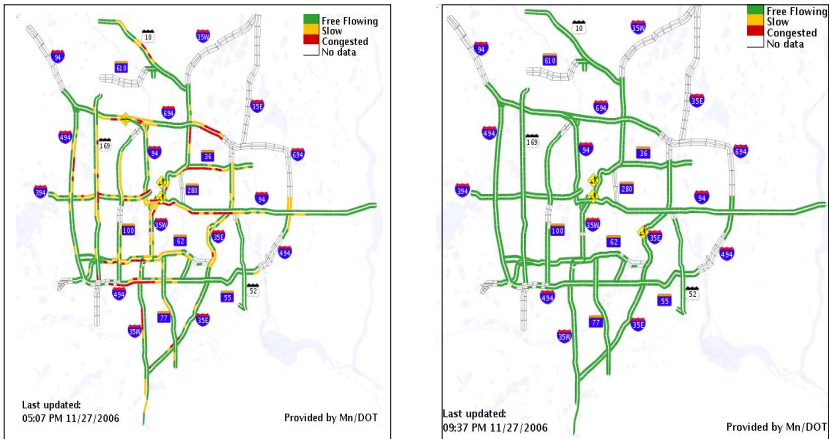 Free Flowing
Slow
Congested
No data
10
35W
94
610
35E
694
494
169
94
36
694
394
280
94
100
35W
62
35E
494
494
55
52
35W
77
35E
Last updated:
05:07 PM 11/27/2006
Provided by Mn/DOT
Free Flowing
Slow
Congested
No data
10
35W
94
610
35E
694
494
169
94
36
694
394
280
94
100
35W
62
35E
494
494
55
52
35W
77
35E
Last updated:
09:37 PM 11/27/2006
Provided by Mn/DOT